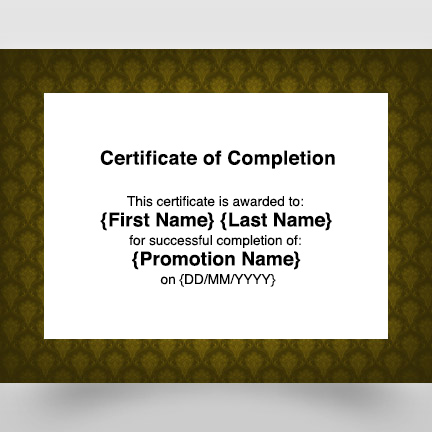 Certificate of Completion
This certificate is awarded to:
{First Name} {Last Name}
for successful completion of:
{Promotion Name}
on {DD/MM/YYYY}